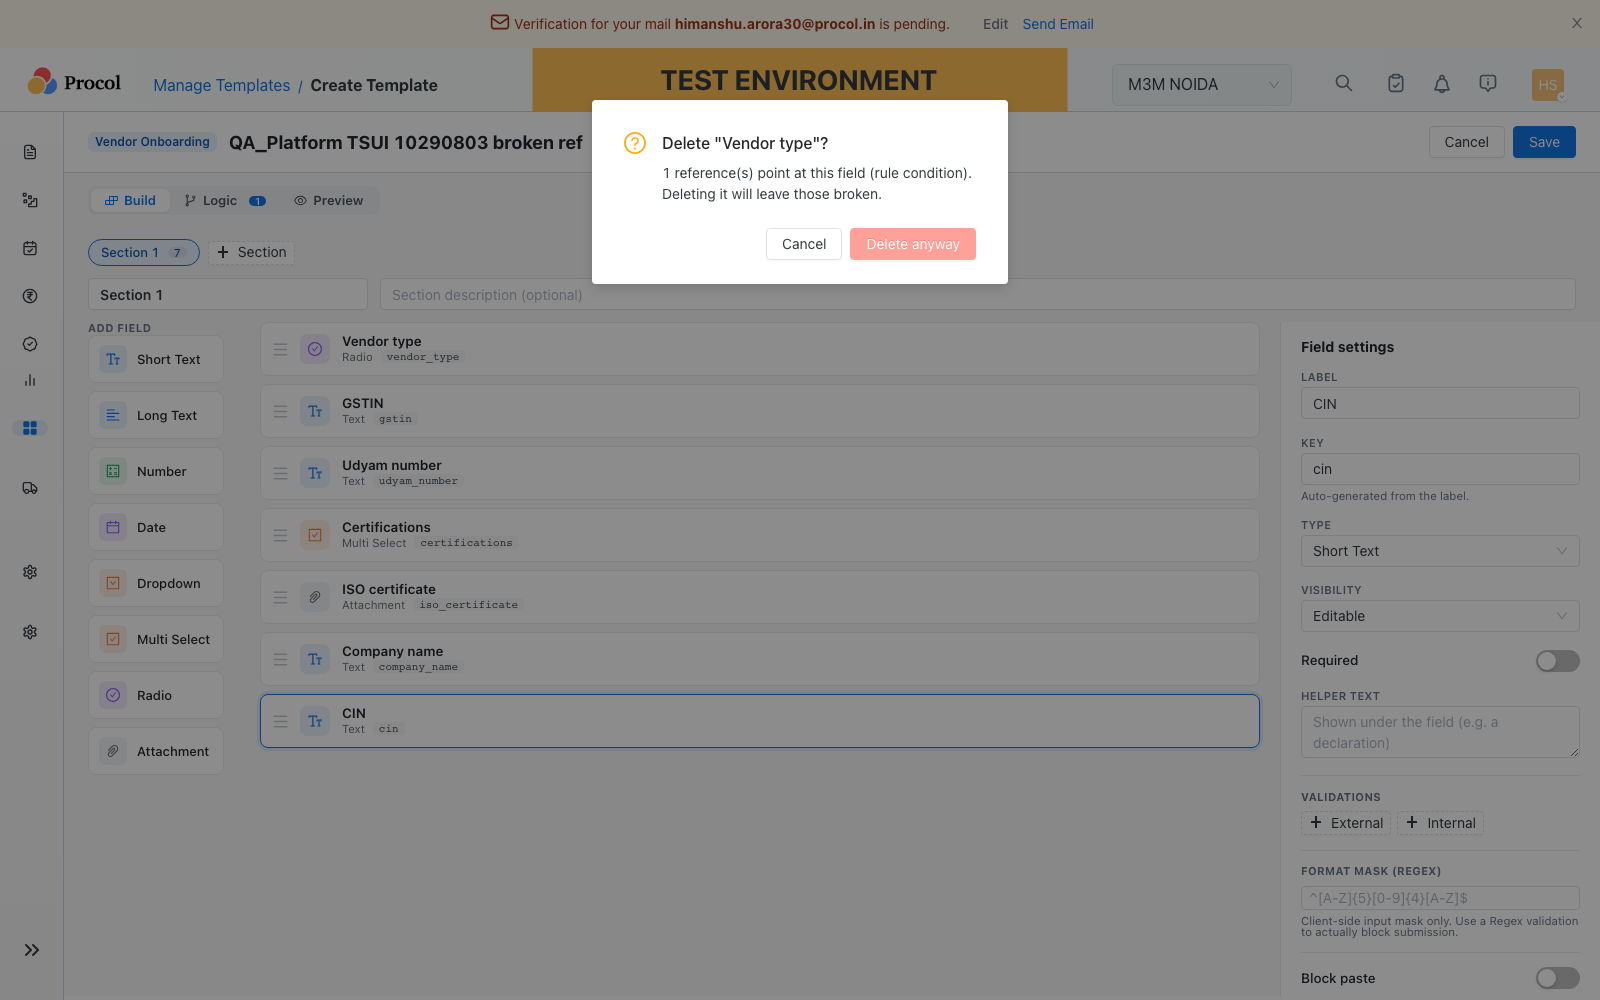 Verification for your mail himanshu.arora30@procol.in is pending. Edit Send Email
Procol
Manage Templates / Create Template
TEST ENVIRONMENT
M3M NOIDA
HS
Vendor Onboarding
QA_Platform TSUI 10290803 broken ref
Cancel
Save
Delete "Vendor type"?
1 reference(s) point at this field (rule condition).
Deleting it will leave those broken.
Cancel
Delete anyway
Build
Logic 1
Preview
Section 1 7
+ Section
Section 1
Section description (optional)
ADD FIELD
Short Text
Long Text
Number
Date
Dropdown
Multi Select
Radio
Attachment
Vendor type
Radio vendor_type
GSTIN
Text gstin
Udyam number
Text udyam_number
Certifications
Multi Select certifications
ISO certificate
Attachment iso_certificate
Company name
Text company_name
CIN
Text cin
Field settings
LABEL
CIN
KEY
cin
Auto-generated from the label.
TYPE
Short Text
VISIBILITY
Editable
Required
HELPER TEXT
Shown under the field (e.g. a
declaration)
VALIDATIONS
+ External
+ Internal
FORMAT MASK (REGEX)
^[A-Z]{5}[0-9]{4}[A-Z]$
Client-side input mask only. Use a Regex validation
to actually block submission.
Block paste